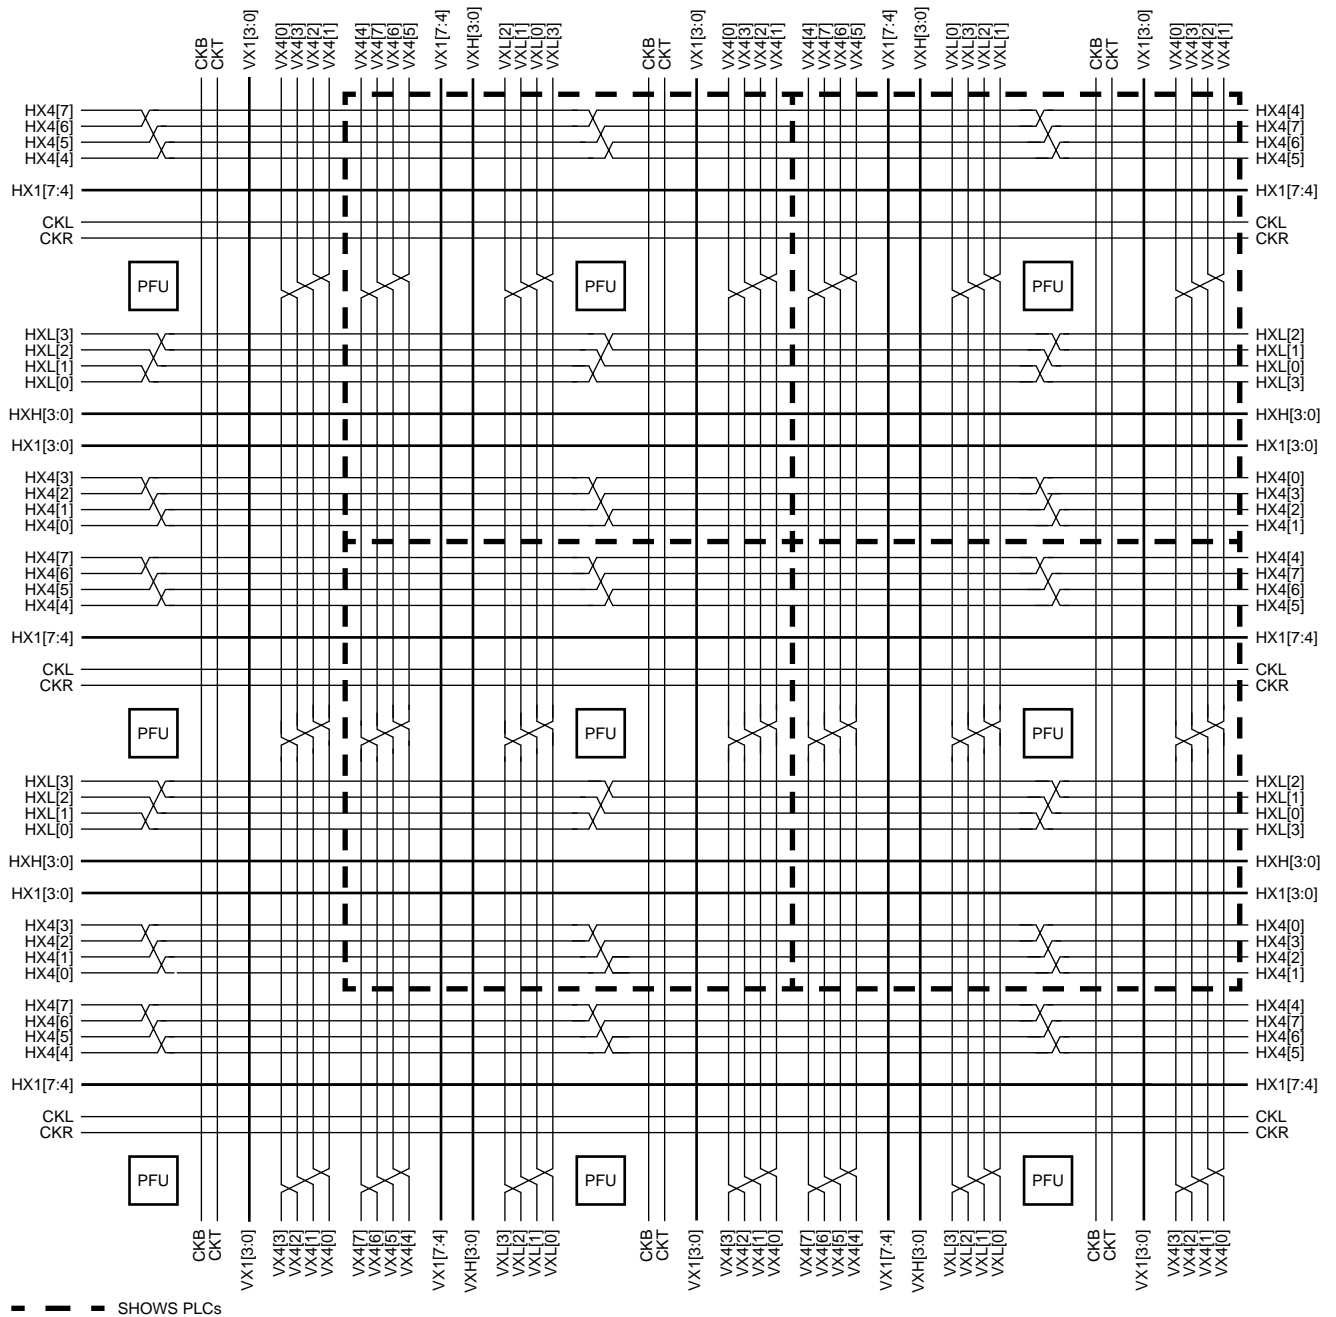 CKB CKT VX1[3:0] VX4[0] VX4[3] VX4[2] VX4[1] VX4[4] VX4[7] VX4[6] VX4[5] VX1[7:4] VXH[3:0] VXL[2] VXL[1] VXL[0] VXL[3] CKB CKT VX1[3:0] VX4[0] VX4[3] VX4[2] VX4[1] VX4[4] VX4[7] VX4[6] VX4[5] VX1[7:4] VXH[3:0] VXL[0] VXL[3] VXL[2] VXL[1] CKB CKT VX1[3:0] VX4[0] VX4[3] VX4[2] VX4[1]
HX4[7] HX4[4]
HX4[6] HX4[7]
HX4[5] HX4[6]
HX4[4] HX4[5]
HX1[7:4] HX1[7:4]
CKL CKL
CKR CKR
PFU PFU PFU
HXL[3] HXL[2]
HXL[2] HXL[1]
HXL[1] HXL[0]
HXL[0] HXL[3]
HXH[3:0] HXH[3:0]
HX1[3:0] HX1[3:0]
HX4[3] HX4[0]
HX4[2] HX4[3]
HX4[1] HX4[2]
HX4[0] HX4[1]
HX4[7] HX4[4]
HX4[6] HX4[7]
HX4[5] HX4[6]
HX4[4] HX4[5]
HX1[7:4] HX1[7:4]
CKL CKL
CKR CKR
PFU PFU PFU
HXL[3] HXL[2]
HXL[2] HXL[1]
HXL[1] HXL[0]
HXL[0] HXL[3]
HXH[3:0] HXH[3:0]
HX1[3:0] HX1[3:0]
HX4[3] HX4[0]
HX4[2] HX4[3]
HX4[1] HX4[2]
HX4[0] HX4[1]
HX4[7] HX4[4]
HX4[6] HX4[7]
HX4[5] HX4[6]
HX4[4] HX4[5]
HX1[7:4] HX1[7:4]
CKL CKL
CKR CKR
PFU PFU PFU
CKB CKT VX1[3:0] VX4[3] VX4[2] VX4[1] VX4[0] VX4[7] VX4[6] VX4[5] VX4[4] VX1[7:4] VXH[3:0] VXL[3] VXL[2] VXL[1] VXL[0] CKB CKT VX1[3:0] VX4[3] VX4[2] VX4[1] VX4[0] VX4[7] VX4[6] VX4[5] VX4[4] VX1[7:4] VXH[3:0] VXL[3] VXL[2] VXL[1] VXL[0] CKB CKT VX1[3:0] VX4[3] VX4[2] VX4[1] VX4[0]
SHOWS PLCs